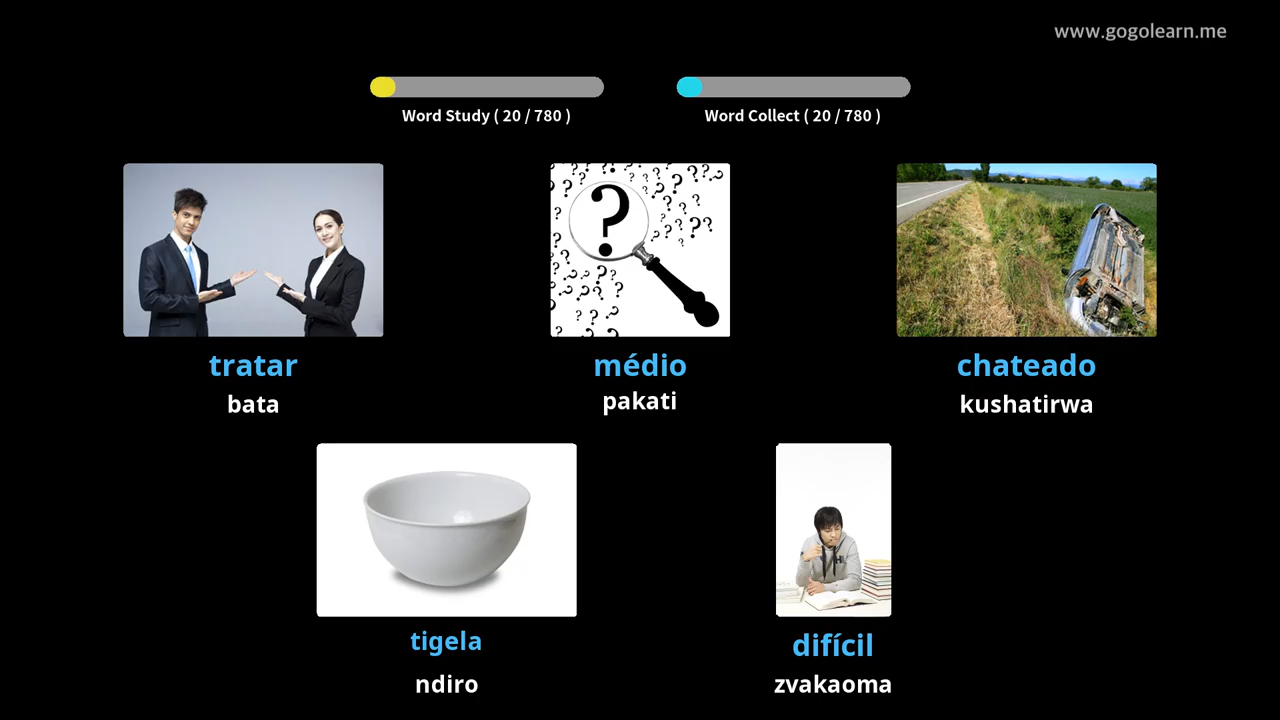 www.gogolearn.me
Word Study ( 20 / 780 )
Word Collect ( 20 / 780 )
tratar
bata
médio
pakati
chateado
kushatirwa
tigela
ndiro
difícil
zvakaoma